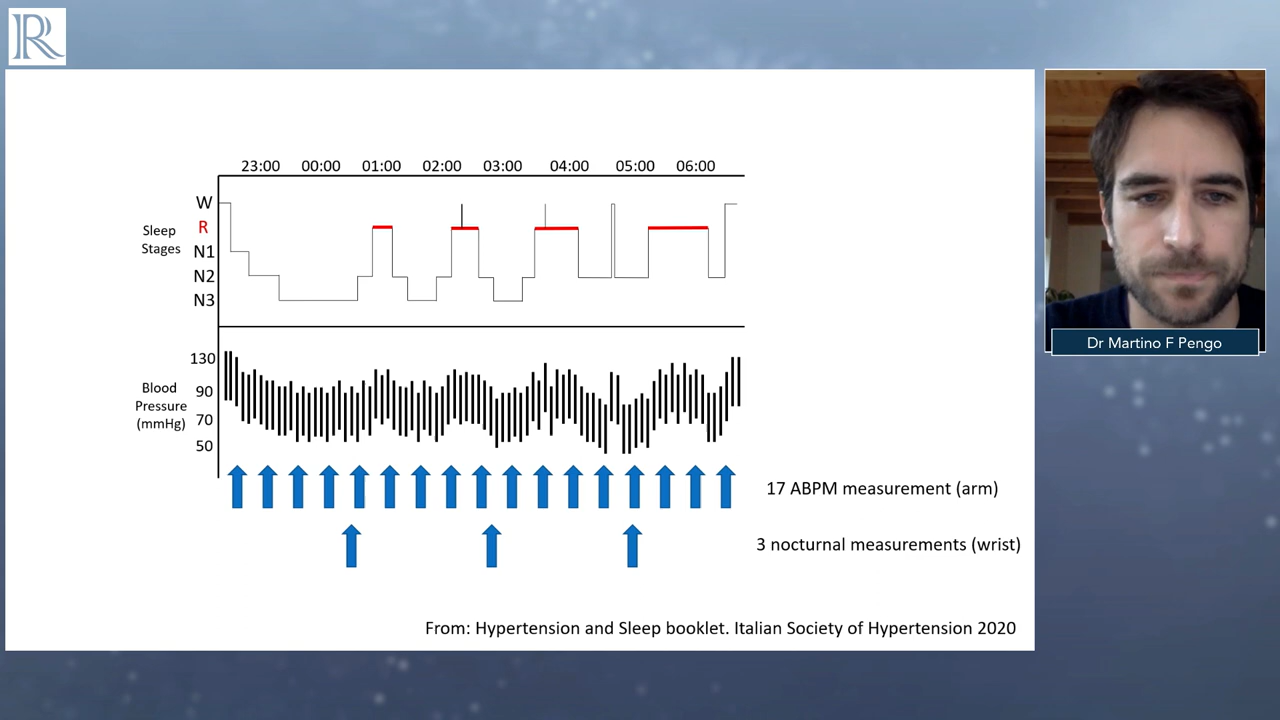 R
23:00 00:00 01:00 02:00 03:00 04:00 05:00 06:00
W
R
N1
N2
N3
Sleep
Stages
130
90
70
50
Blood
Pressure
(mmHg)
17 ABPM measurement (arm)
3 nocturnal measurements (wrist)
From: Hypertension and Sleep booklet. Italian Society of Hypertension 2020
Dr Martino F Pengo